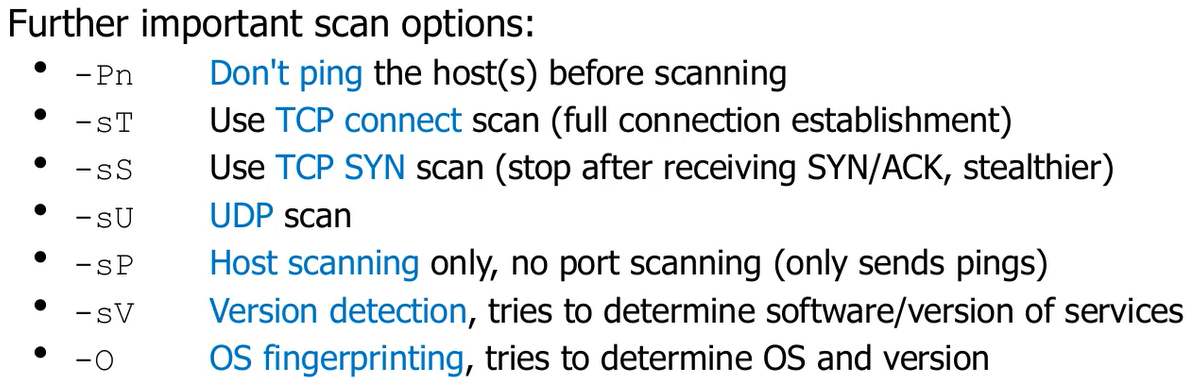 Further important scan options:
• -Pn Don't ping the host(s) before scanning
• -sT Use TCP connect scan (full connection establishment)
• -sS Use TCP SYN scan (stop after receiving SYN/ACK, stealthier)
• -sU UDP scan
• -sP Host scanning only, no port scanning (only sends pings)
• -sV Version detection, tries to determine software/version of services
• -O OS fingerprinting, tries to determine OS and version